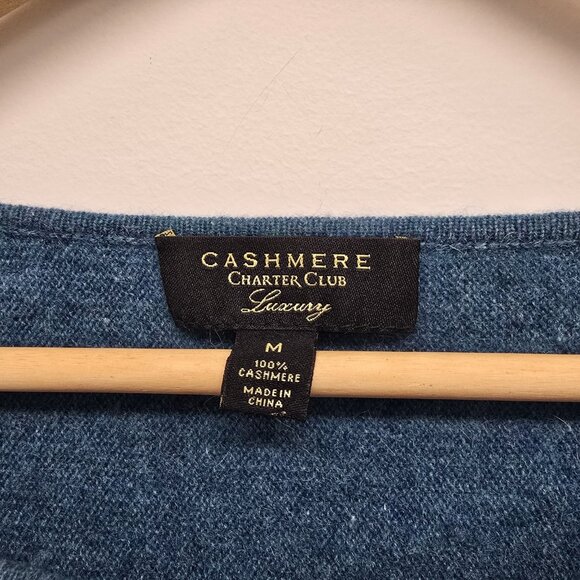 CASHMERE
CHARTER CLUB
Luxury
M
100%
CASHMERE
MADE IN
CHINA